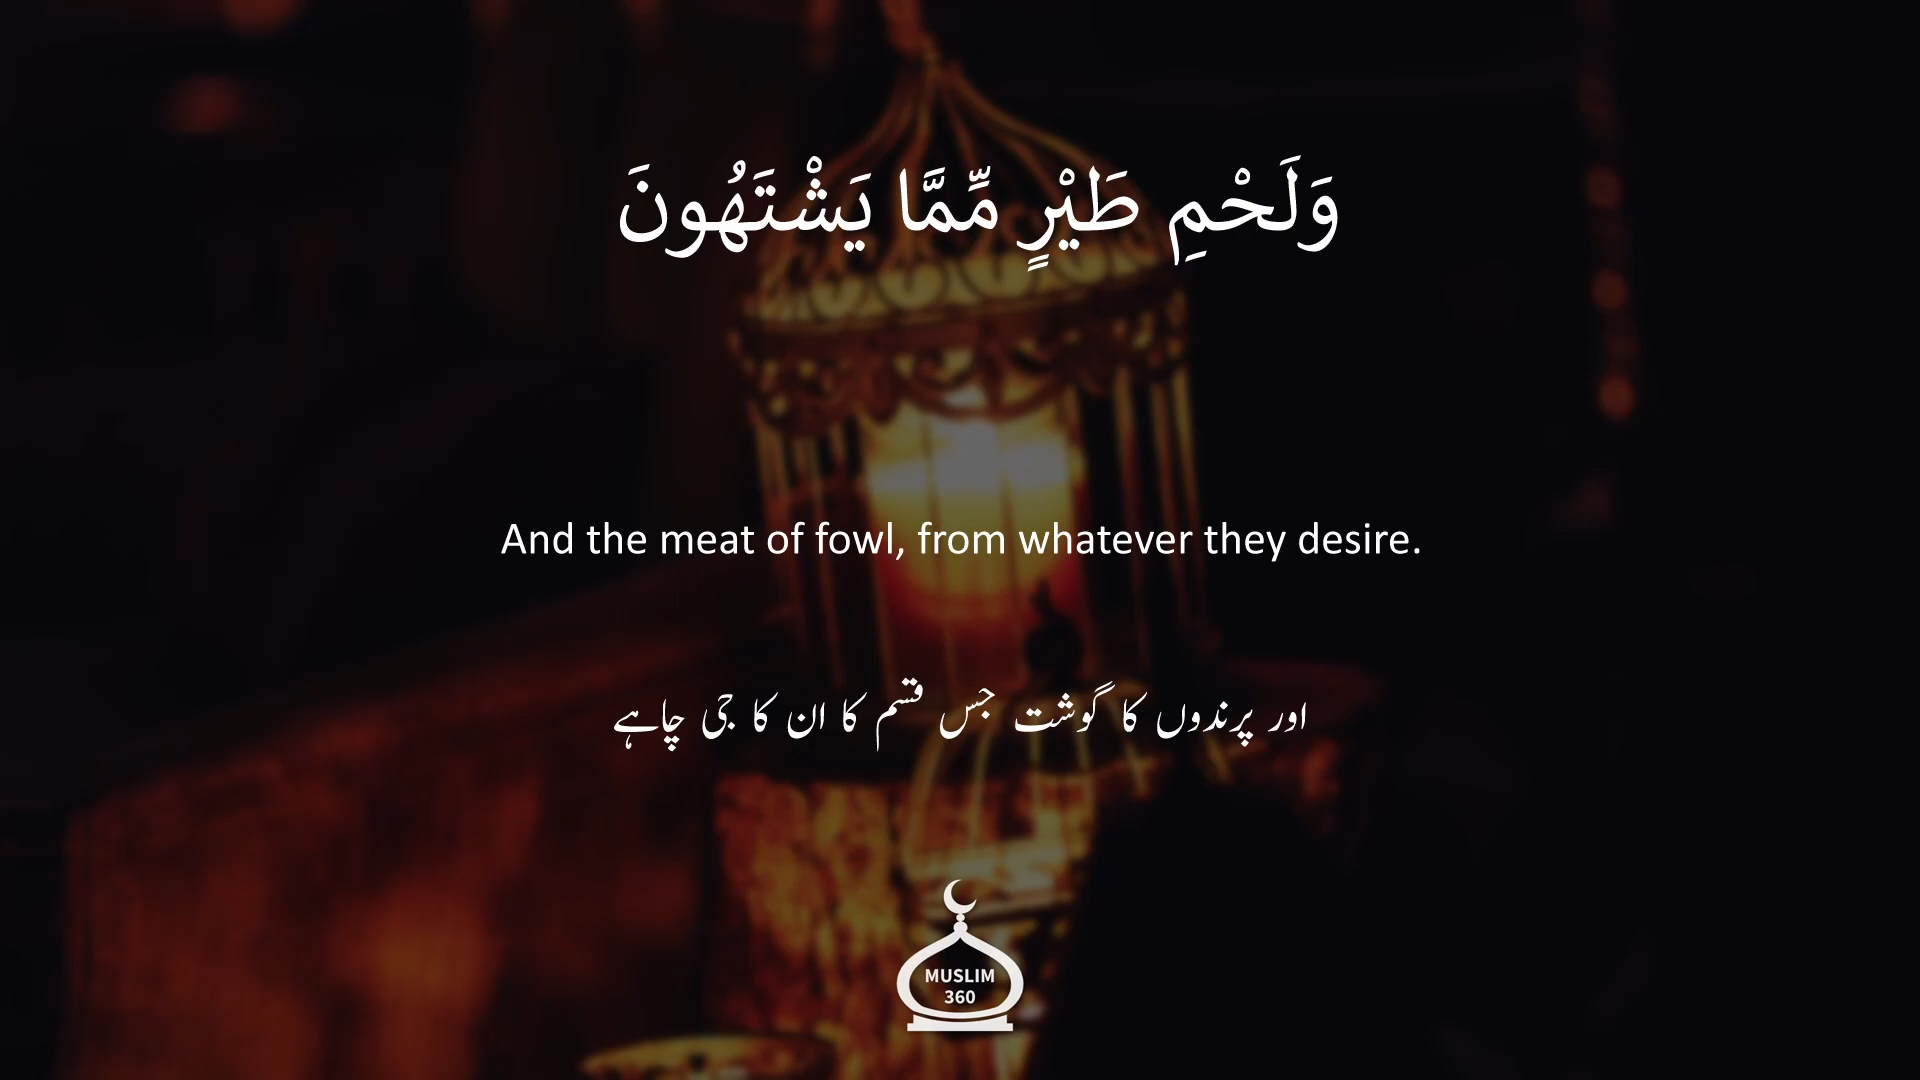 وَلَحْمِ طَيْرٍ مِّمَّا يَشْتَهُونَ
And the meat of fowl, from whatever they desire.
اور پرندوں کا گوشت جس قسم کا ان کا جی چاہے
MUSLIM
360